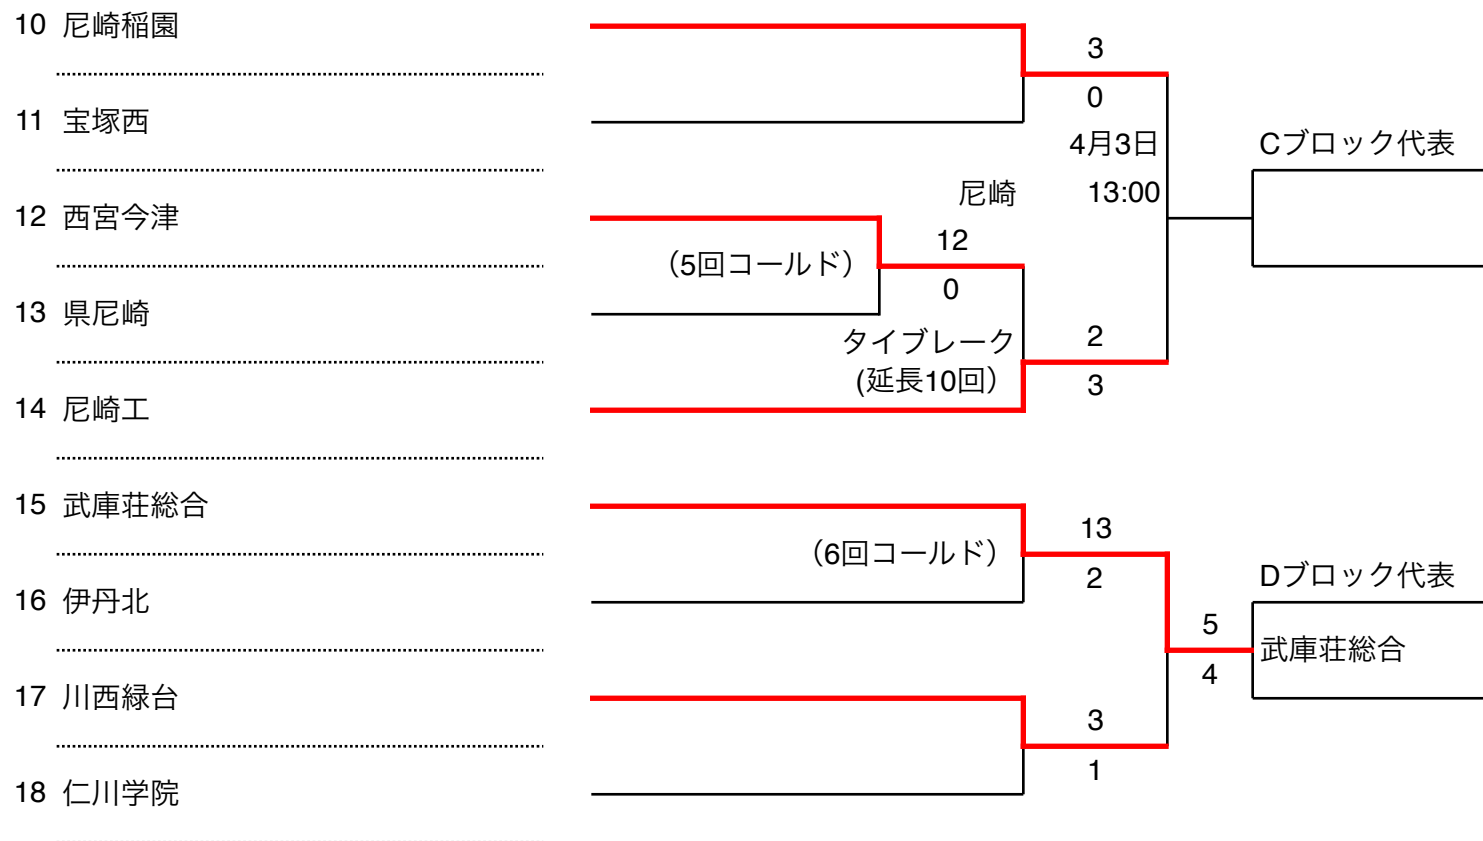 10 尼崎稲園
3
0
11 宝塚西
4月3日
Cブロック代表
尼崎
13:00
12 西宮今津
12
（5回コールド）
0
13 県尼崎
タイブレーク
2
(延長10回）
3
14 尼崎工
15 武庫荘総合
13
（6回コールド）
2
Dブロック代表
16 伊丹北
5
武庫荘総合
4
17 川西緑台
3
1
18 仁川学院